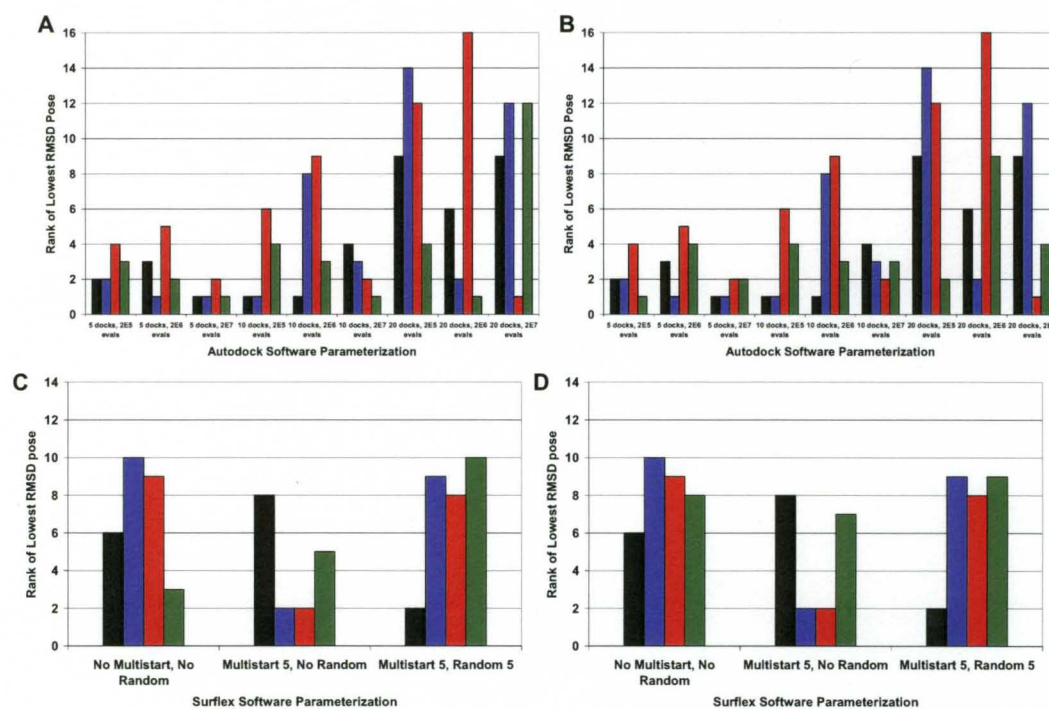 A
B
Rank of Lowest RMSD Pose
16
14
12
10
8
6
4
2
0
5 docks, 2E5 evals
5 docks, 2E6 evals
5 docks, 2E7 evals
10 docks, 2E5 evals
10 docks, 2E6 evals
10 docks, 2E7 evals
20 docks, 2E5 evals
20 docks, 2E6 evals
20 docks, 2E7 evals
Autodock Software Parameterization
Rank of Lowest RMSD Pose
16
14
12
10
8
6
4
2
0
5 docks, 2E5 evals
5 docks, 2E6 evals
5 docks, 2E7 evals
10 docks, 2E5 evals
10 docks, 2E6 evals
10 docks, 2E7 evals
20 docks, 2E5 evals
20 docks, 2E6 evals
20 docks, 2E7 evals
Autodock Software Parameterization
C
D
Rank of Lowest RMSD pose
14
12
10
8
6
4
2
0
No Multistart, No
Random
Multistart 5, No Random
Multistart 5, Random 5
Surflex Software Parameterization
Rank of Lowest RMSD pose
14
12
10
8
6
4
2
0
No Multistart, No
Random
Multistart 5, No Random
Multistart 5, Random 5
Surflex Software Parameterization